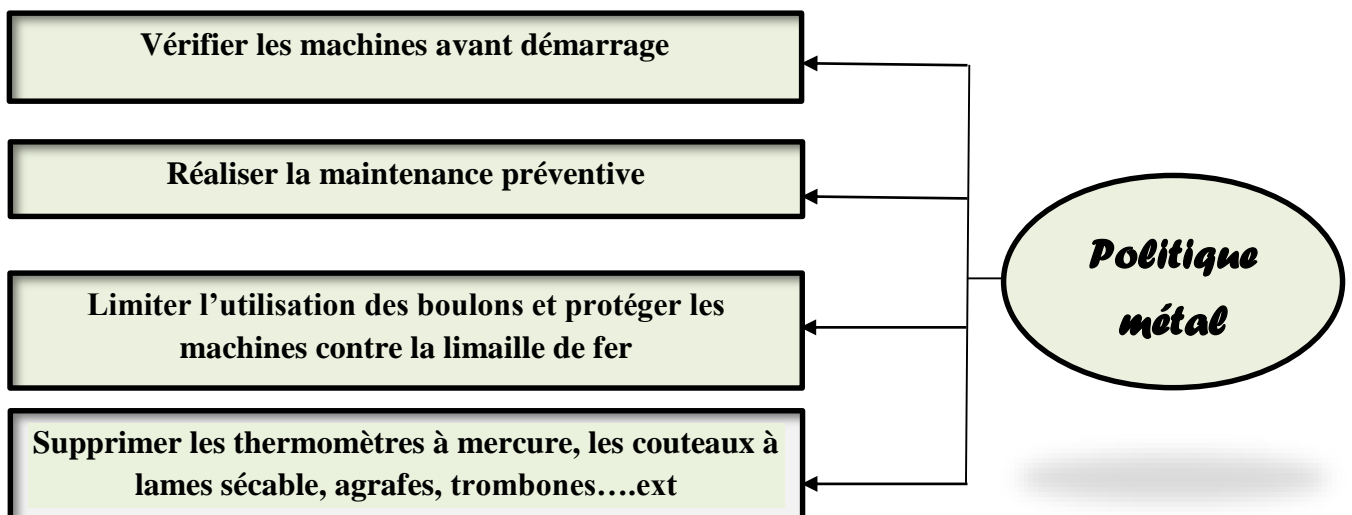 Vérifier les machines avant démarrage
Réaliser la maintenance préventive
Limiter l’utilisation des boulons et protéger les
machines contre la limaille de fer
Supprimer les thermomètres à mercure, les couteaux à
lames sécable, agrafes, trombones….ext
Politique
métal